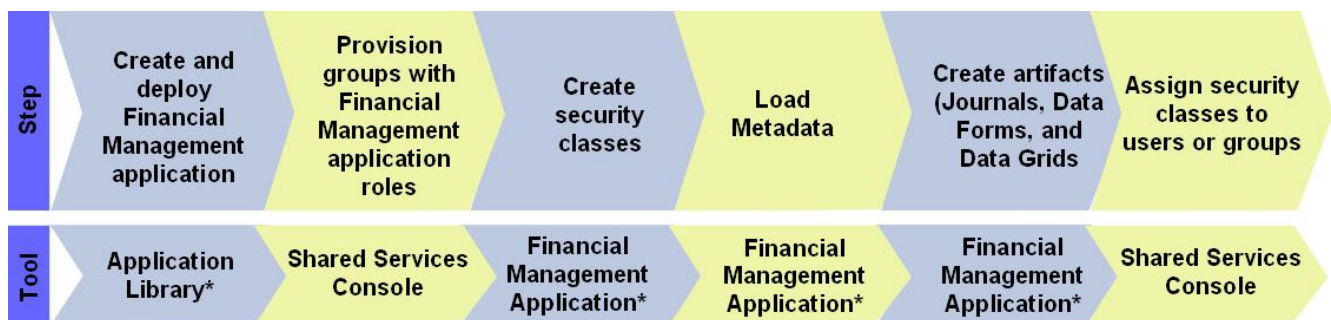 Step
Create and
deploy
Financial
Management
application
Provision
groups with
Financial
Management
application
roles
Create
security
classes
Load
Metadata
Create artifacts
(Journals, Data
Forms, and
Data Grids
Assign security
classes to
users or groups
Tool
Application
Library*
Shared Services
Console
Financial
Management
Application*
Financial
Management
Application*
Financial
Management
Application*
Shared Services
Console